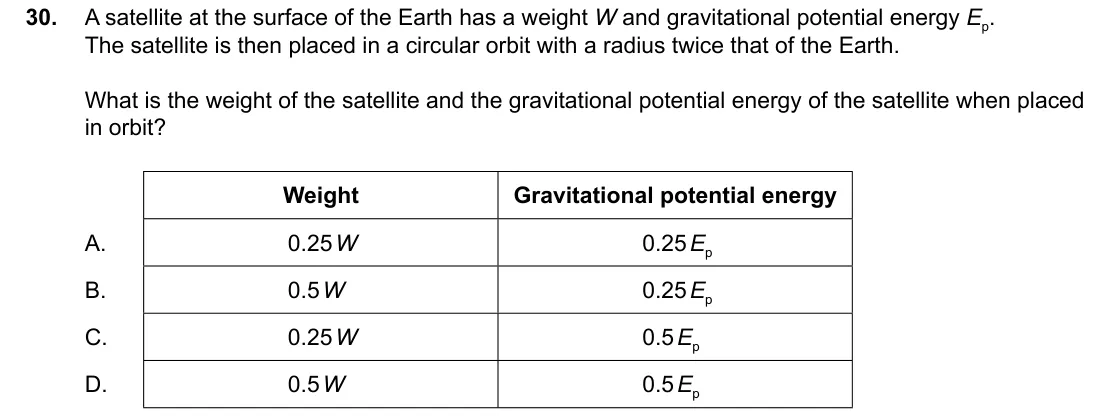 30. A satellite at the surface of the Earth has a weight W and gravitational potential energy Eₚ.
The satellite is then placed in a circular orbit with a radius twice that of the Earth.
What is the weight of the satellite and the gravitational potential energy of the satellite when placed
in orbit?
Weight Gravitational potential energy
A. 0.25 W 0.25 Eₚ
B. 0.5 W 0.25 Eₚ
C. 0.25 W 0.5 Eₚ
D. 0.5 W 0.5 Eₚ